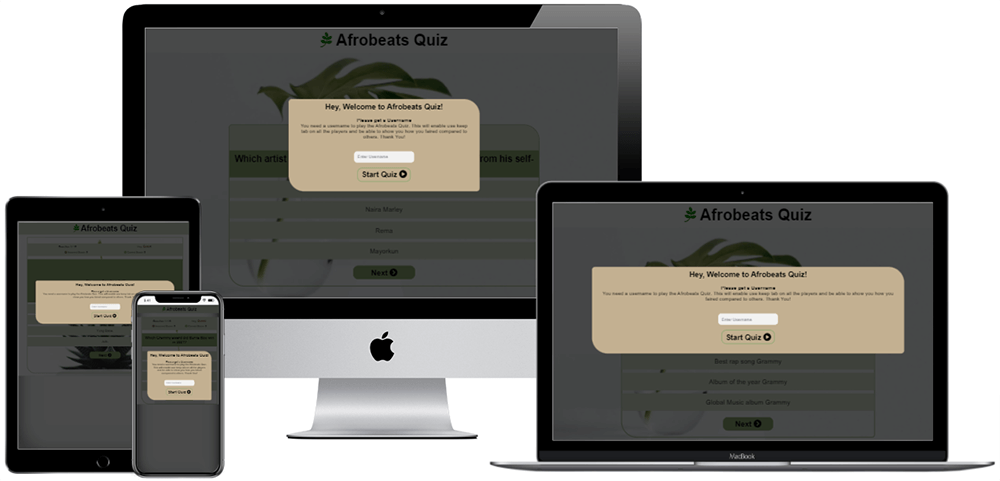 Afrobeats Quiz
Hey, Welcome to Afrobeats Quiz!
Please get a Username
You need a username to play the Afrobeats Quiz. This will enable use keep
tab on all the players and be able to show you how you faired compared to
others. Thank You!
Enter Username
Start Quiz
Which artist
rom his self-
Naira Marley
Rema
Mayorkun
Next
Afrobeats Quiz
Hey, Welcome to Afrobeats Quiz!
Please get a Username
You need a username to play the Afrobeats Quiz. This will enable use keep tab on all the players and be able to show you how you
faired compared to others. Thank You!
Enter Username
Start Quiz
Best rap song Grammy
Album of the year Grammy
Global Music album Grammy
Next
MacBook
Afrobeats Quiz
Hey, Welcome to Afrobeats Quiz!
Start Quiz
Afrobeats Quiz
Hey, Welcome to Afrobeats Quiz
Start Quiz